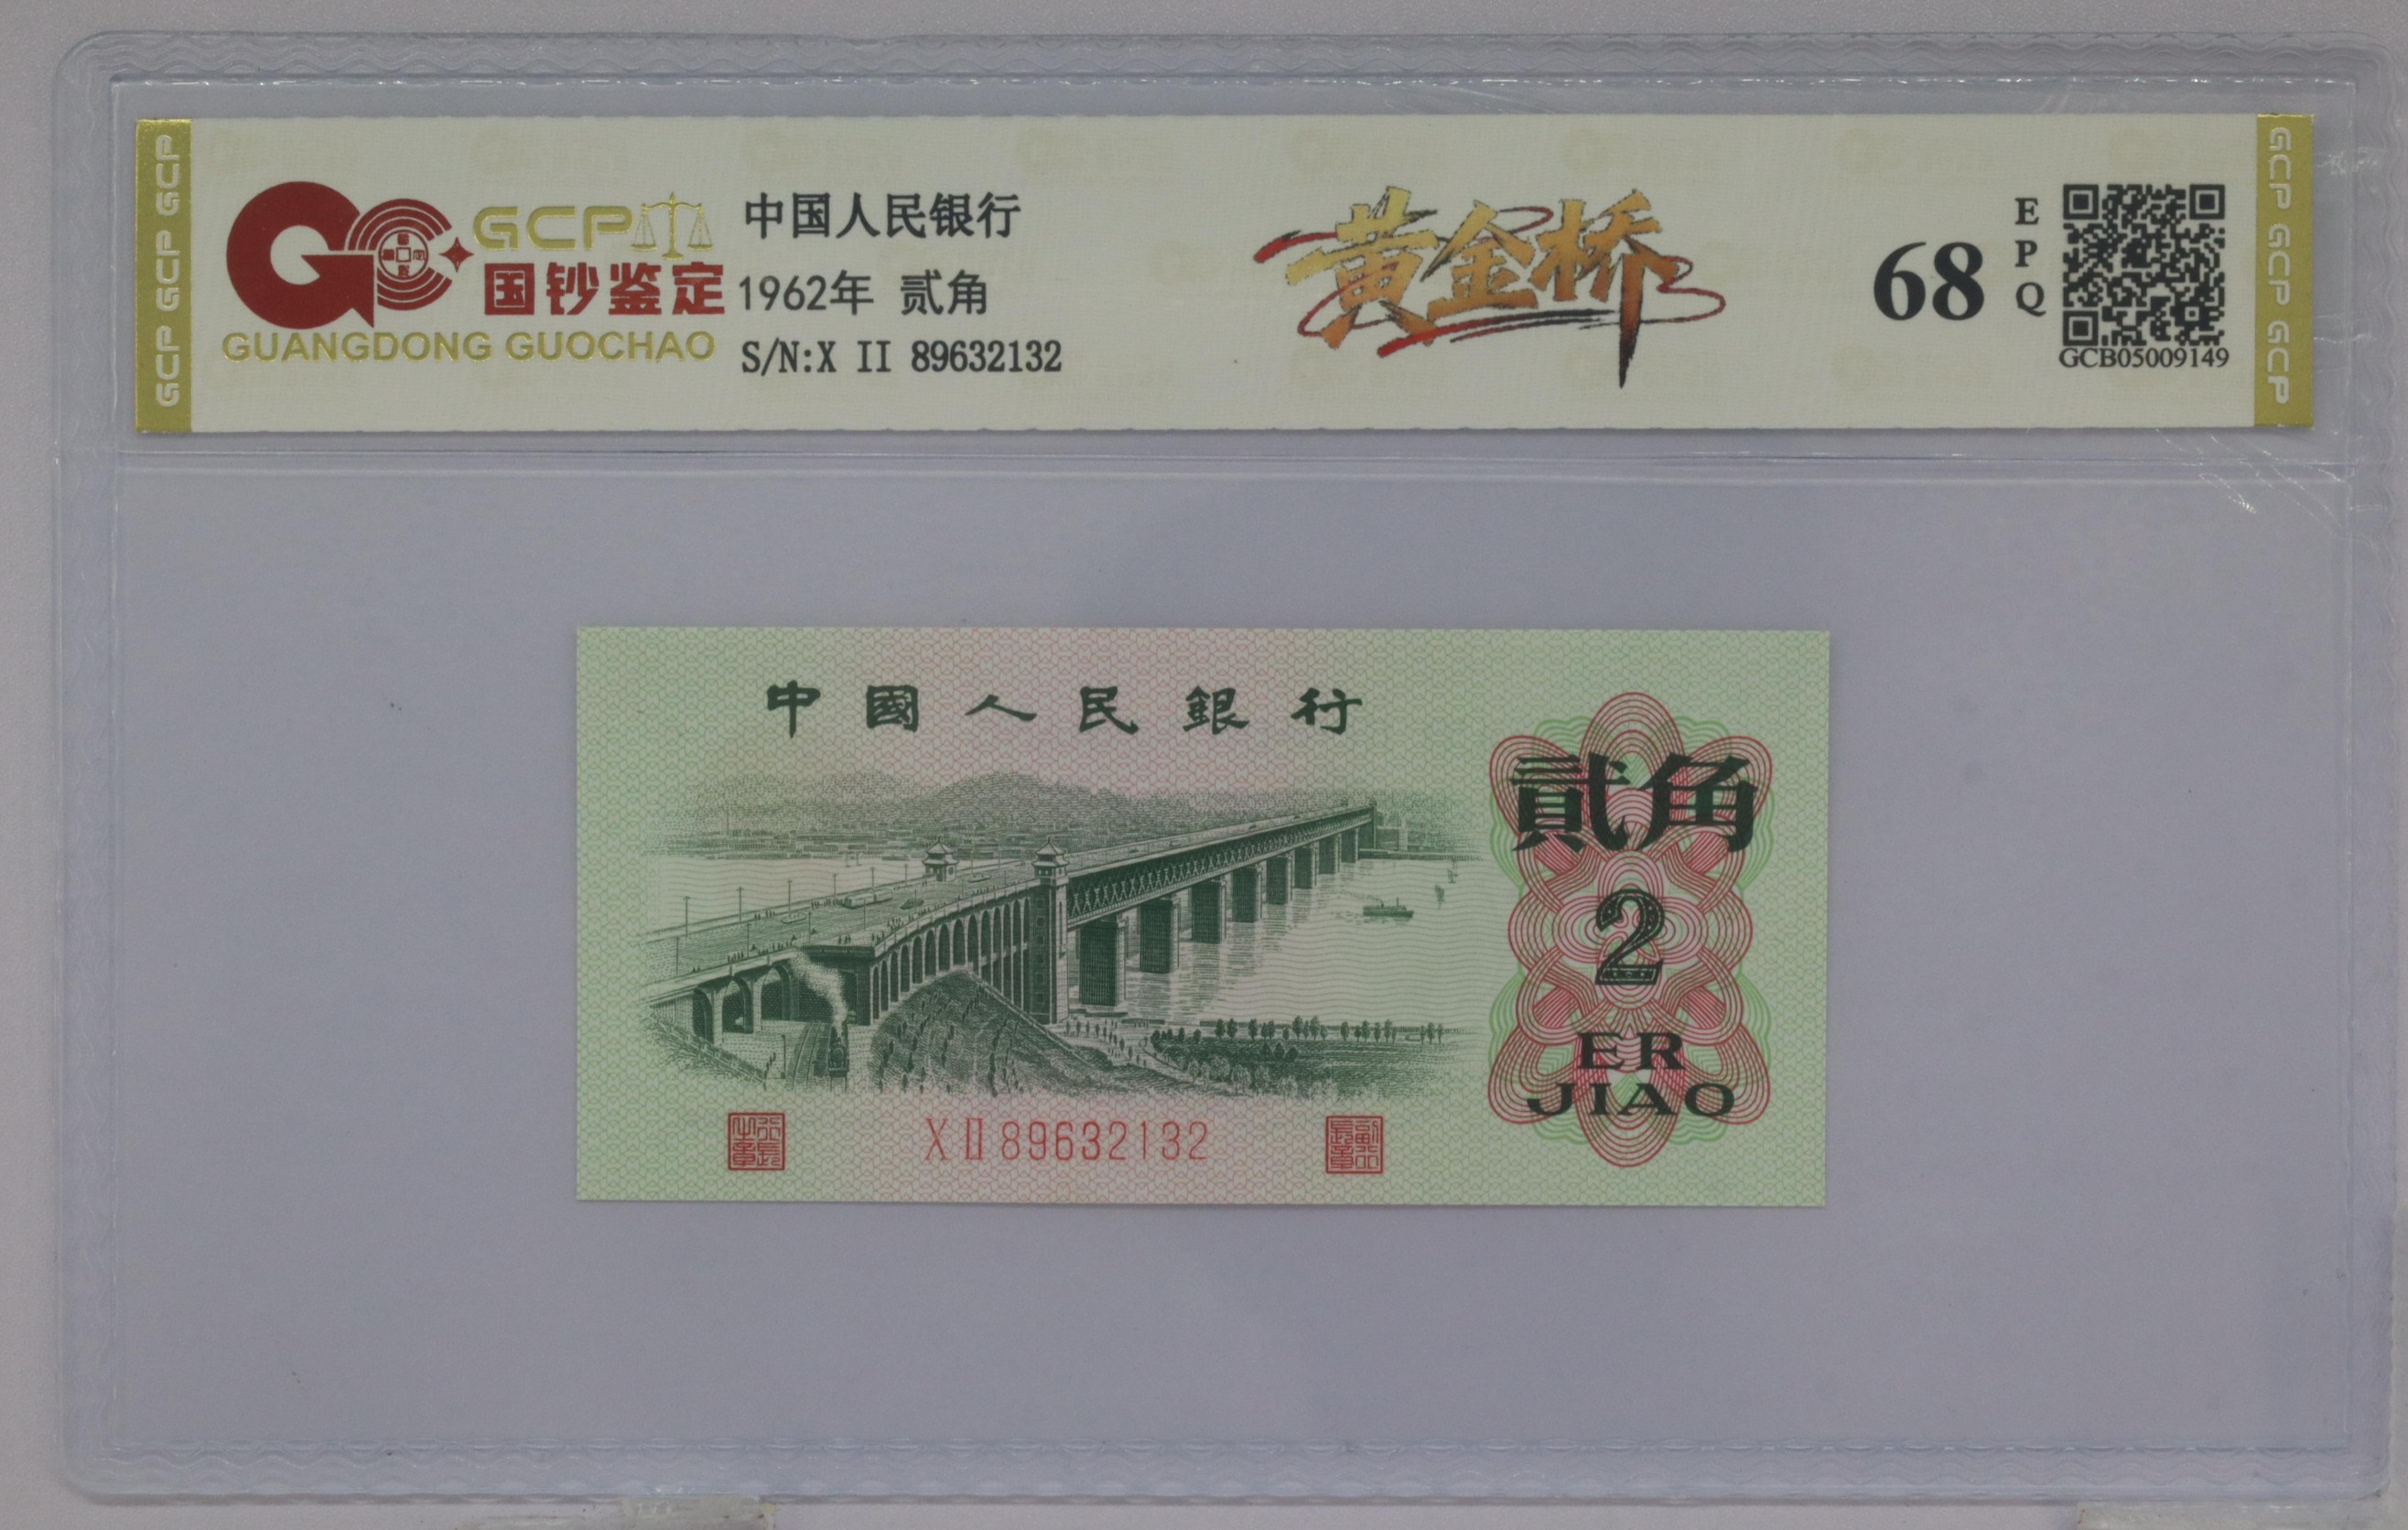 GCP GCP GCP
GCP
国钞鉴定
GUANGDONG GUOCHAO
中国人民银行
1962年 贰角
S/N:X II 89632132
黄金桥
68
EPQ
GCB05009149
GCP GCP GCP
中國人民銀行
貳角
2
ER
JIAO
X II 89632132